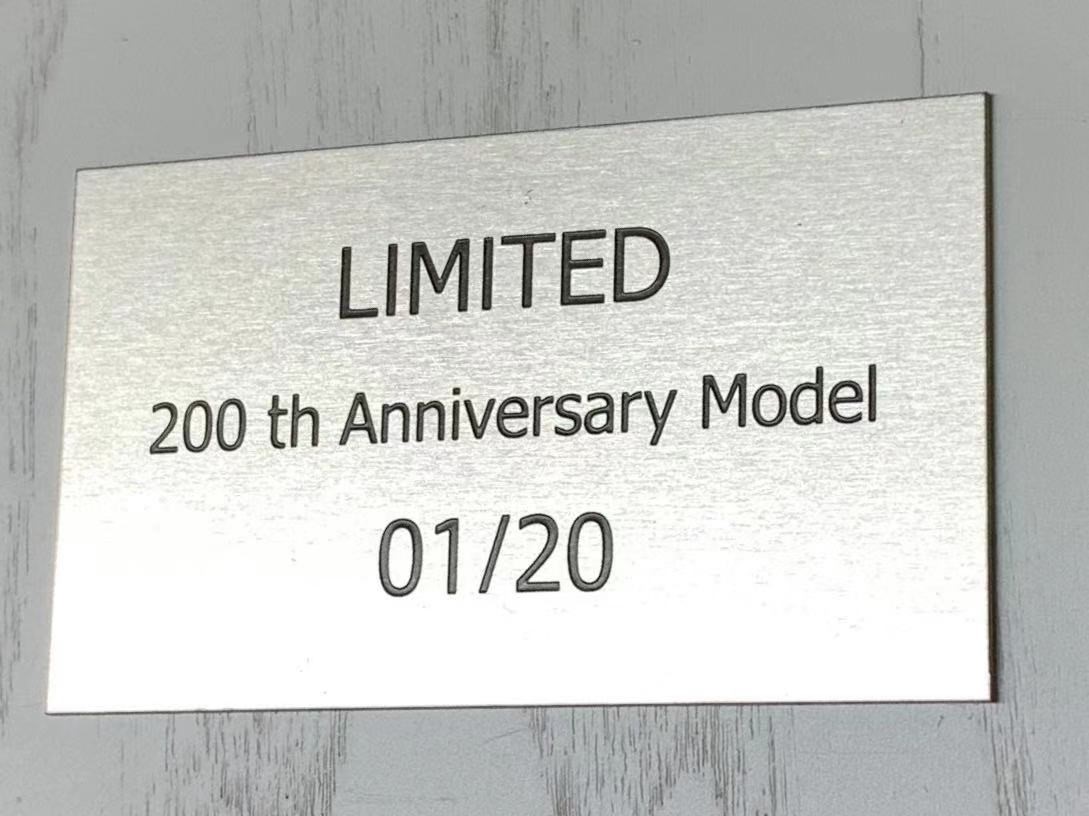 LIMITED
200 th Anniversary Model
01/20